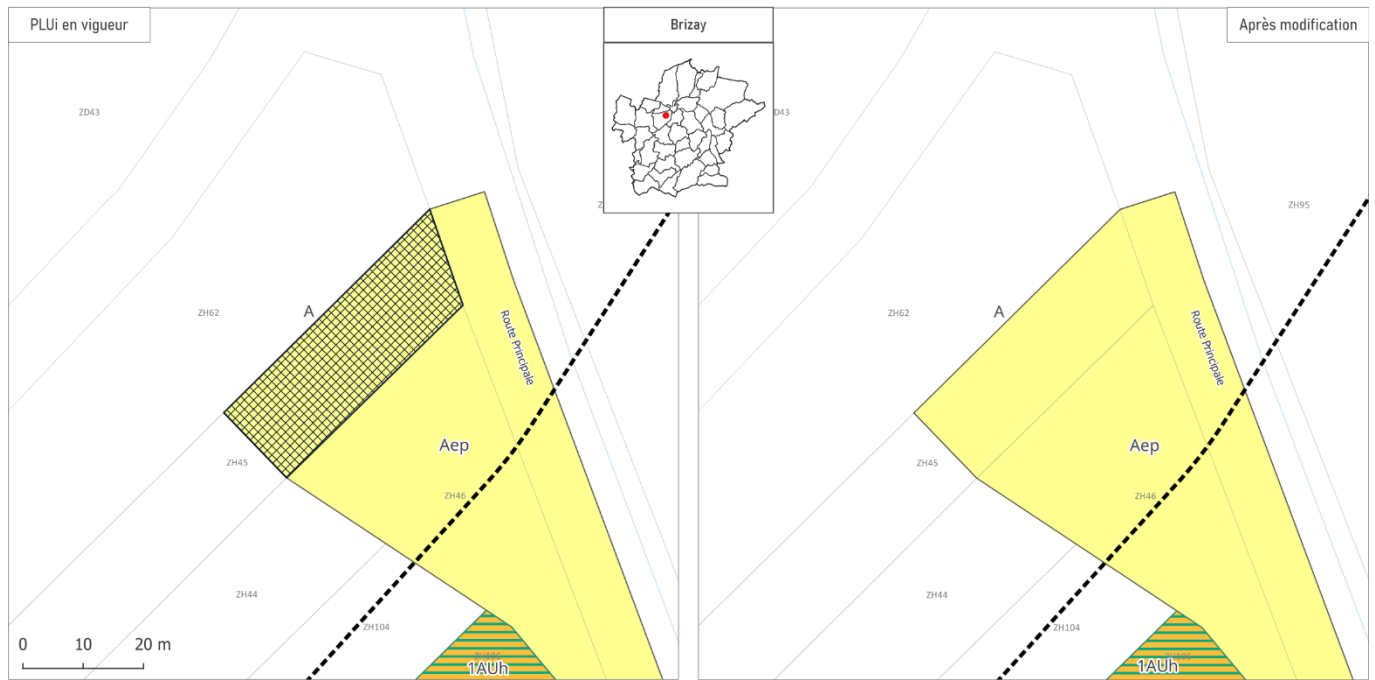 PLUi en vigueur
Brizay
Après modification
ZD43
ZH62
A
Route Principale
Aep
ZH45
ZH46
ZH44
ZH104
1AUh
0 10 20 m
D43
ZH95
ZH62
A
Route Principale
Aep
ZH45
ZH46
ZH44
ZH104
1AUh